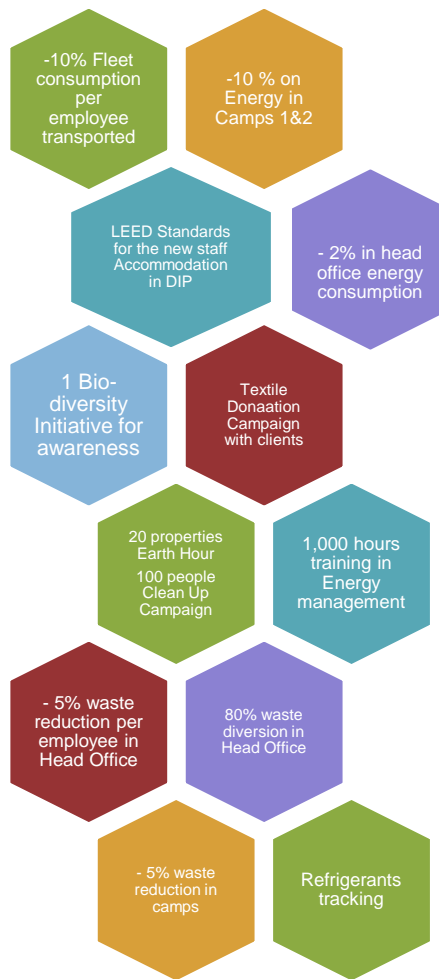 -10% Fleet
consumption
per
employee
transported
-10 % on
Energy in
Camps 1&2
LEED Standards
for the new staff
Accommodation
in DIP
- 2% in head
office energy
consumption
1 Bio-
diversity
Initiative for
awareness
Textile
Donaation
Campaign
with clients
20 properties
Earth Hour
100 people
Clean Up
Campaign
1,000 hours
training in
Energy
management
- 5% waste
reduction per
employee in
Head Office
80% waste
diversion in
Head Office
- 5% waste
reduction in
camps
Refrigerants
tracking